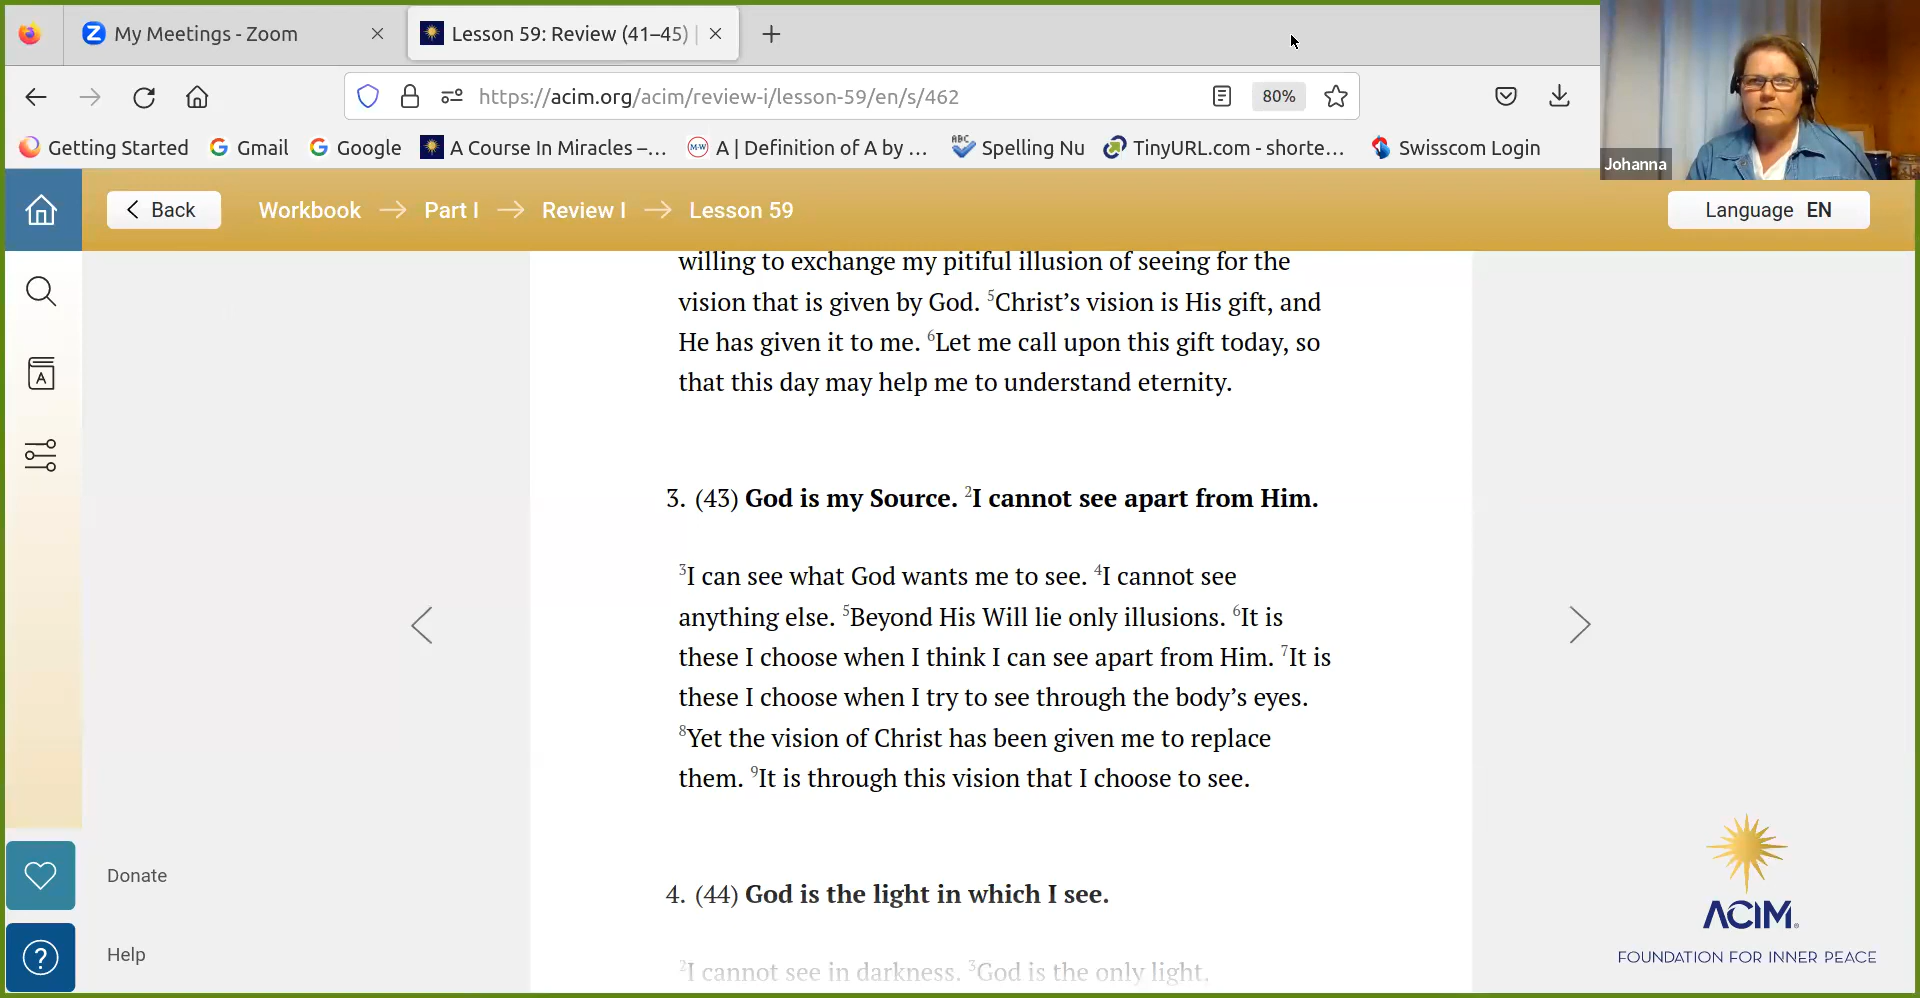 My Meetings - Zoom
Lesson 59: Review (41–45) |
https://acim.org/acim/review-i/lesson-59/en/s/462
80%
Getting Started
Gmail
Google
A Course In Miracles –...
M-W
A | Definition of A by ...
ABC
Spelling Nu
TinyURL.com - shorte...
Swisscom Login
Johanna
Back
Workbook → Part I → Review I → Lesson 59
Language EN
willing to exchange my pitiful illusion of seeing for the
vision that is given by God. ⁵Christ’s vision is His gift, and
He has given it to me. ⁶Let me call upon this gift today, so
that this day may help me to understand eternity.
3. (43) God is my Source. ²I cannot see apart from Him.
³I can see what God wants me to see. ⁴I cannot see
anything else. ⁵Beyond His Will lie only illusions. ⁶It is
these I choose when I think I can see apart from Him. ⁷It is
these I choose when I try to see through the body’s eyes.
⁸Yet the vision of Christ has been given me to replace
them. ⁹It is through this vision that I choose to see.
4. (44) God is the light in which I see.
²I cannot see in darkness. ³God is the only light.
Donate
Help
ACIM®
FOUNDATION FOR INNER PEACE